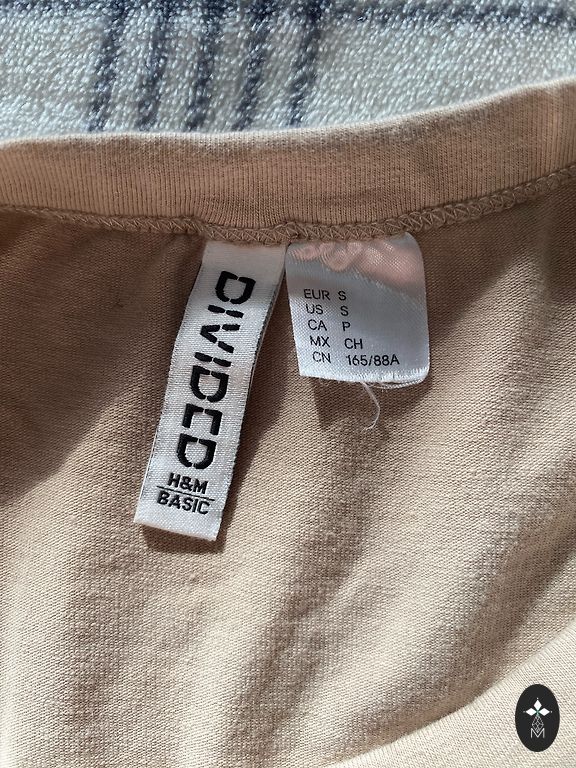 DIVIDED
H&M
BASIC
EUR S
US S
CA P
MX CH
CN 165/88A
M